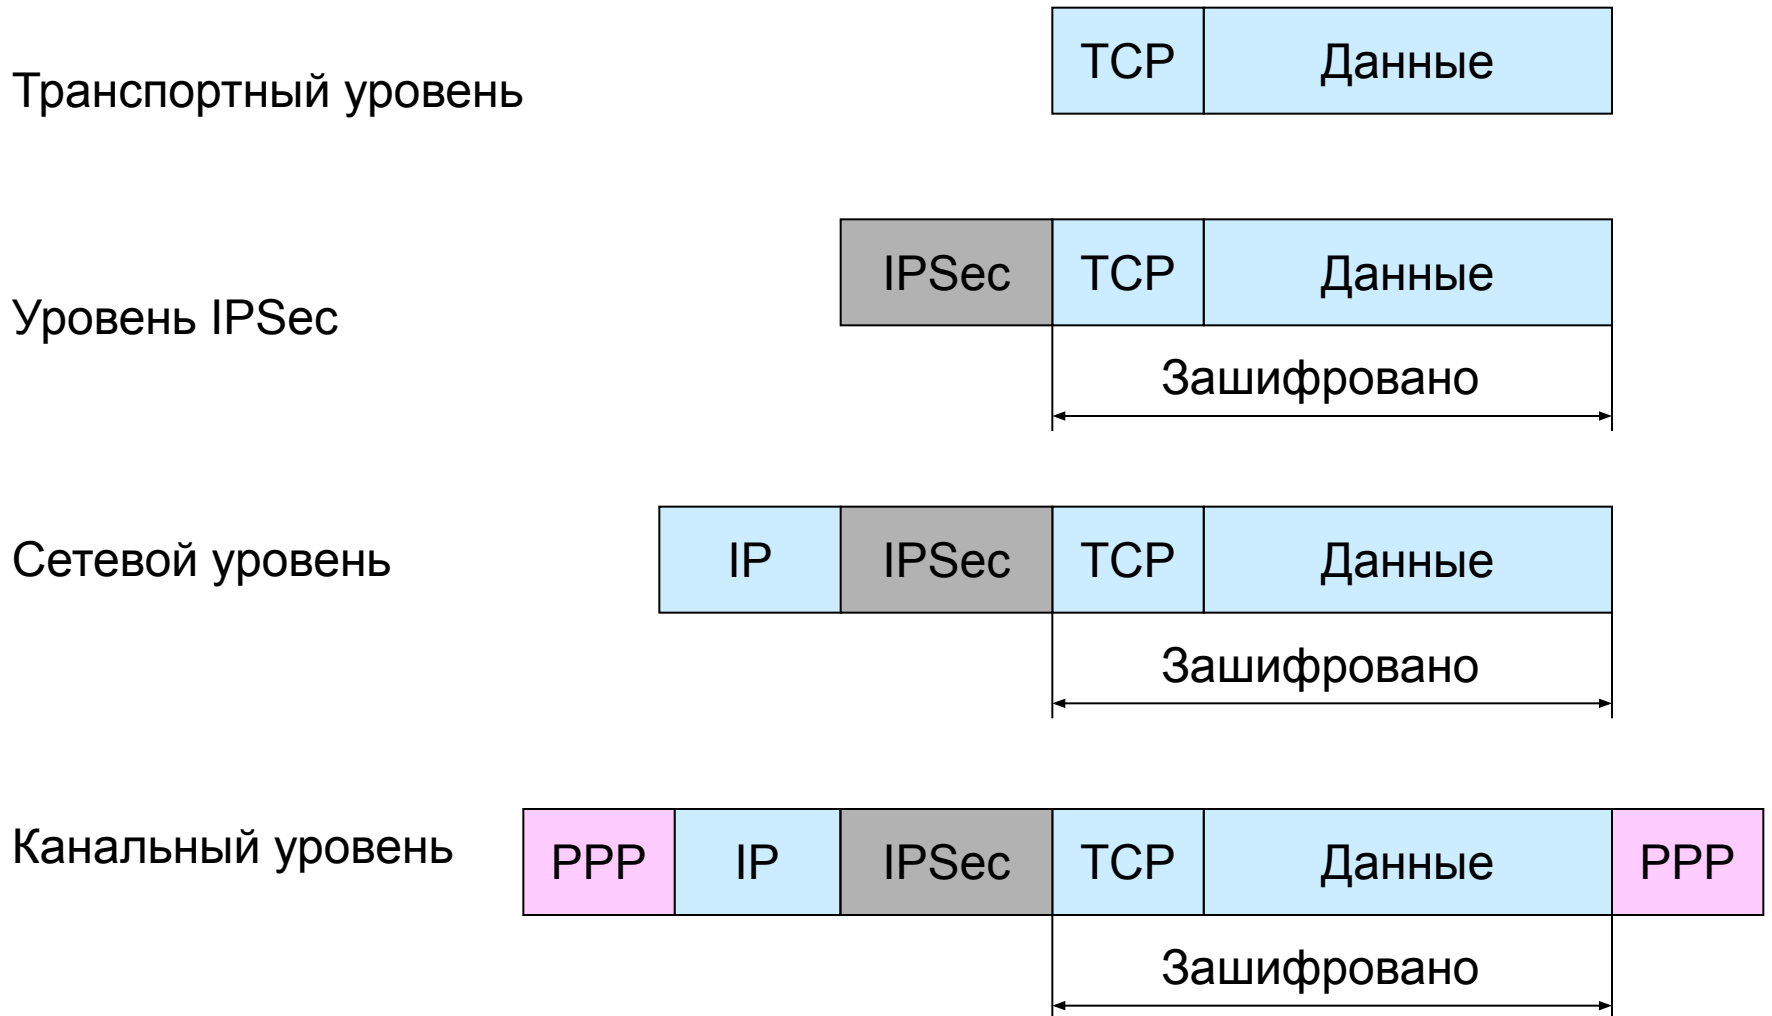 Транспортный уровень
TCP Данные
Уровень IPSec
IPSec TCP Данные
Зашифровано
Сетевой уровень
IP IPSec TCP Данные
Зашифровано
Канальный уровень
PPP IP IPSec TCP Данные PPP
Зашифровано